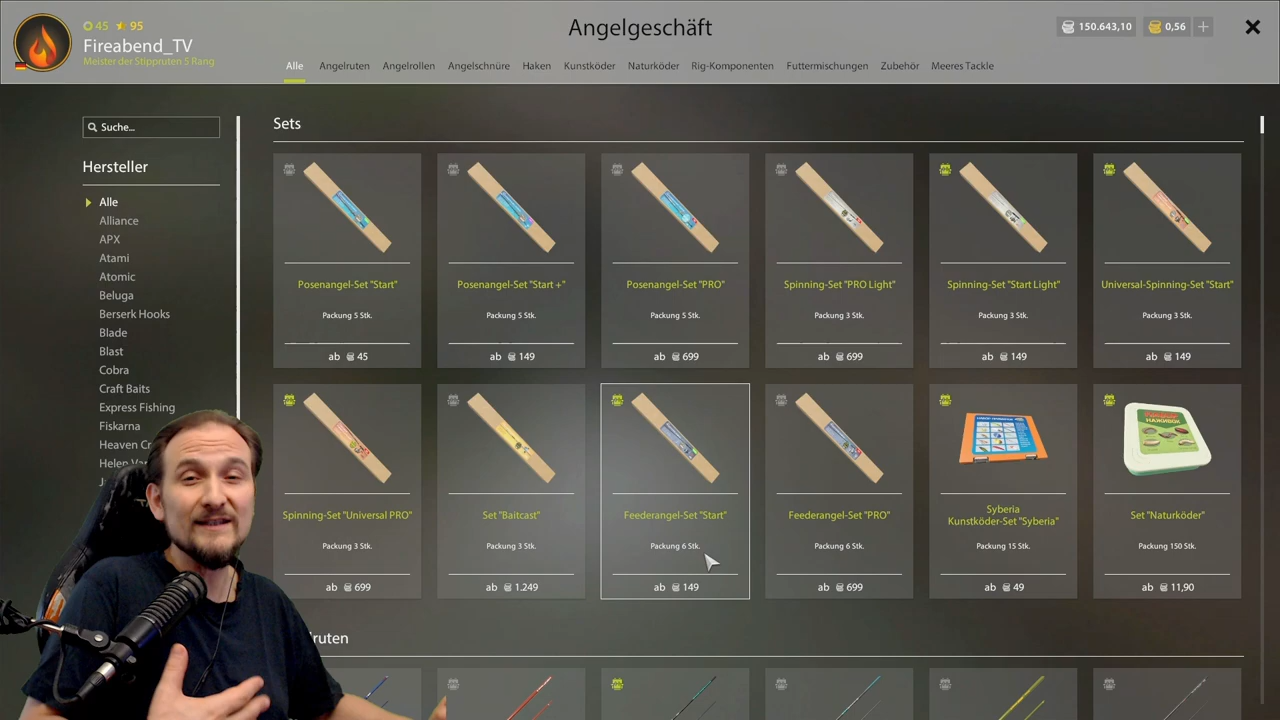 45 95
Fireabend_TV
Meister der Stippruten 5 Rang
Angelgeschäft
150.643,10
0,56
Alle Angelruten Angelrollen Angelschnüre Haken Kunstköder Naturköder Rig-Komponenten Futtermischungen Zubehör Meeres Tackle
Suche...
Hersteller
Alle
Alliance
APX
Atami
Atomic
Beluga
Berserk Hooks
Blade
Blast
Cobra
Craft Baits
Express Fishing
Fiskarna
Heaven
Helen
Sets
Posenangel-Set "Start"
Packung 5 Stk.
ab 45
Posenangel-Set "Start +"
Packung 5 Stk.
ab 149
Posenangel-Set "PRO"
Packung 5 Stk.
ab 699
Spinning-Set "PRO Light"
Packung 3 Stk.
ab 699
Spinning-Set "Start Light"
Packung 3 Stk.
ab 149
Universal-Spinning-Set "Start"
Packung 3 Stk.
ab 149
Spinning-Set "Universal PRO"
Packung 3 Stk.
ab 699
Set "Baitcast"
Packung 3 Stk.
ab 1.249
Feederangel-Set "Start"
Packung 6 Stk.
ab 149
Feederangel-Set "PRO"
Packung 6 Stk.
ab 699
Syberia
Kunstköder-Set "Syberia"
Packung 15 Stk.
ab 49
НАЖИВОК
Set "Naturköder"
Packung 150 Stk.
ab 11,90
ruten